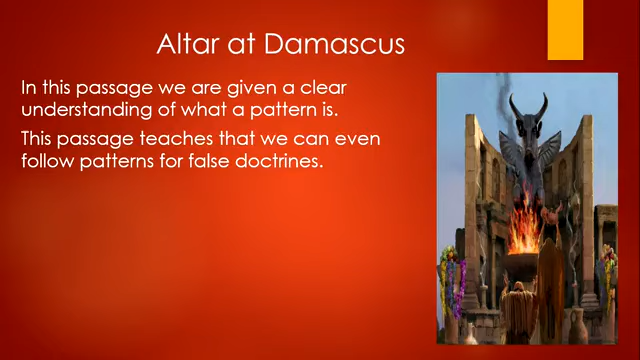 Altar at Damascus
In this passage we are given a clear
understanding of what a pattern is.
This passage teaches that we can even
follow patterns for false doctrines.